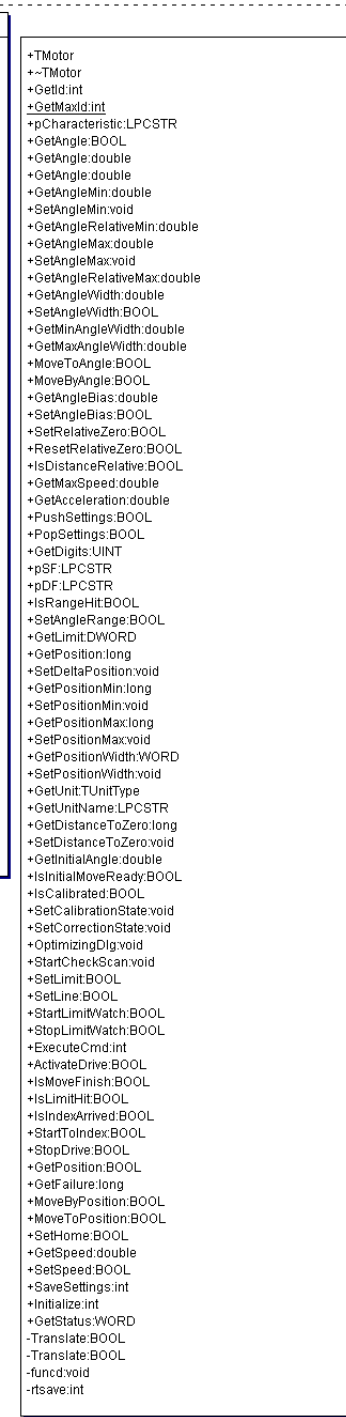 +TMotor
+~TMotor
+GetId:int
+GetMaxId:int
+pCharacteristic:LPCSTR
+GetAngle:BOOL
+GetAngle:double
+GetAngle:double
+GetAngleMin:double
+SetAngleMin:void
+GetAngleRelativeMin:double
+GetAngleMax:double
+SetAngleMax:void
+GetAngleRelativeMax:double
+GetAngleWidth:double
+SetAngleWidth:BOOL
+GetMinAngleWidth:double
+GetMaxAngleWidth:double
+MoveToAngle:BOOL
+MoveByAngle:BOOL
+GetAngleBias:double
+SetAngleBias:BOOL
+SetRelativeZero:BOOL
+ResetRelativeZero:BOOL
+IsDistanceRelative:BOOL
+GetMaxSpeed:double
+GetAcceleration:double
+PushSettings:BOOL
+PopSettings:BOOL
+GetDigits:UINT
+pSF:LPCSTR
+pDF:LPCSTR
+IsRangeHit:BOOL
+SetAngleRange:BOOL
+GetLimit:DWORD
+GetPosition:long
+SetDeltaPosition:void
+GetPositionMin:long
+SetPositionMin:void
+GetPositionMax:long
+SetPositionMax:void
+GetPositionWidth:WORD
+SetPositionWidth:void
+GetUnit:TUnitType
+GetUnitName:LPCSTR
+GetDistanceToZero:long
+SetDistanceToZero:void
+GetInitialAngle:double
+IsInitialMoveReady:BOOL
+IsCalibrated:BOOL
+SetCalibrationState:void
+SetCorrectionState:void
+OptimizingDlg:void
+StartCheckScan:void
+SetLimit:BOOL
+SetLine:BOOL
+StartLimitWatch:BOOL
+StopLimitWatch:BOOL
+ExecuteCmd:int
+ActivateDrive:BOOL
+IsMoveFinish:BOOL
+IsLimitHit:BOOL
+IsIndexArrived:BOOL
+StartToIndex:BOOL
+StopDrive:BOOL
+GetPosition:BOOL
+GetFailure:long
+MoveByPosition:BOOL
+MoveToPosition:BOOL
+SetHome:BOOL
+GetSpeed:double
+SetSpeed:BOOL
+SaveSettings:int
+Initialize:int
+GetStatus:WORD
-Translate:BOOL
-Translate:BOOL
-funcd:void
-rtsave:int